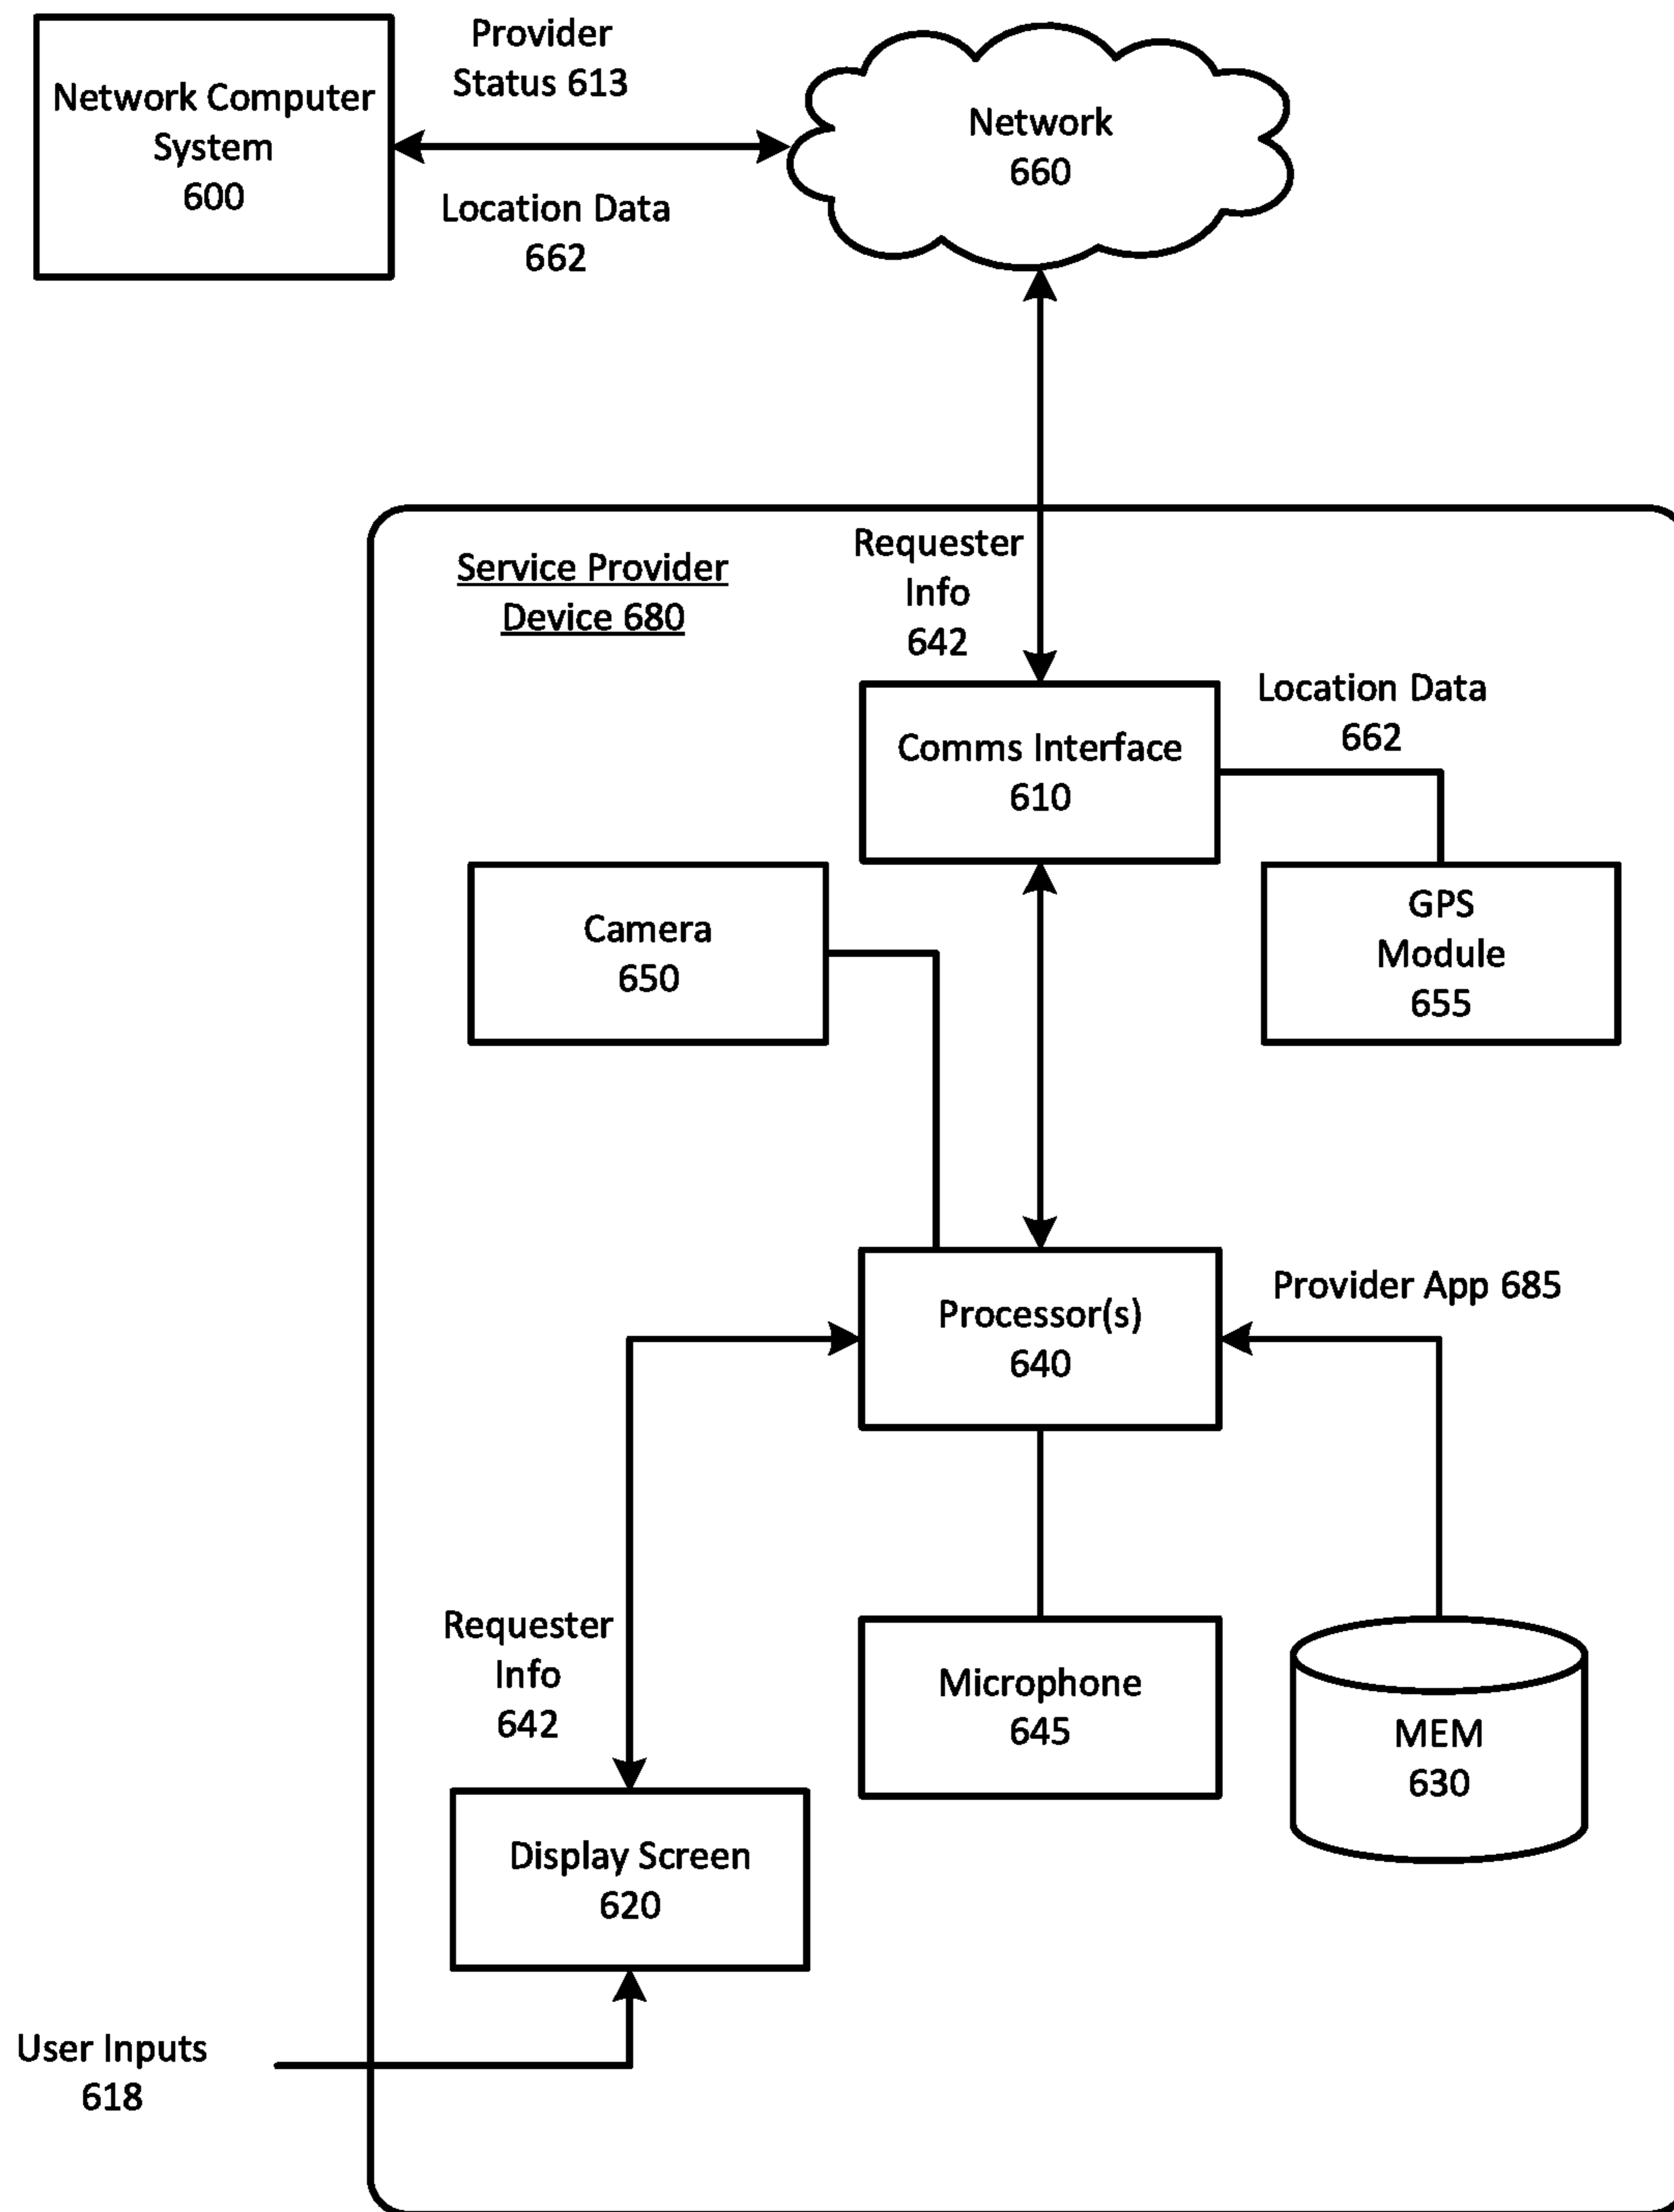 Network Computer
System
600
Provider
Status 613
Location Data
662
Network
660
Service Provider
Device 680
Requester
Info
642
Comms Interface
610
Location Data
662
Camera
650
GPS
Module
655
Processor(s)
640
Provider App 685
Requester
Info
642
Microphone
645
MEM
630
Display Screen
620
User Inputs
618